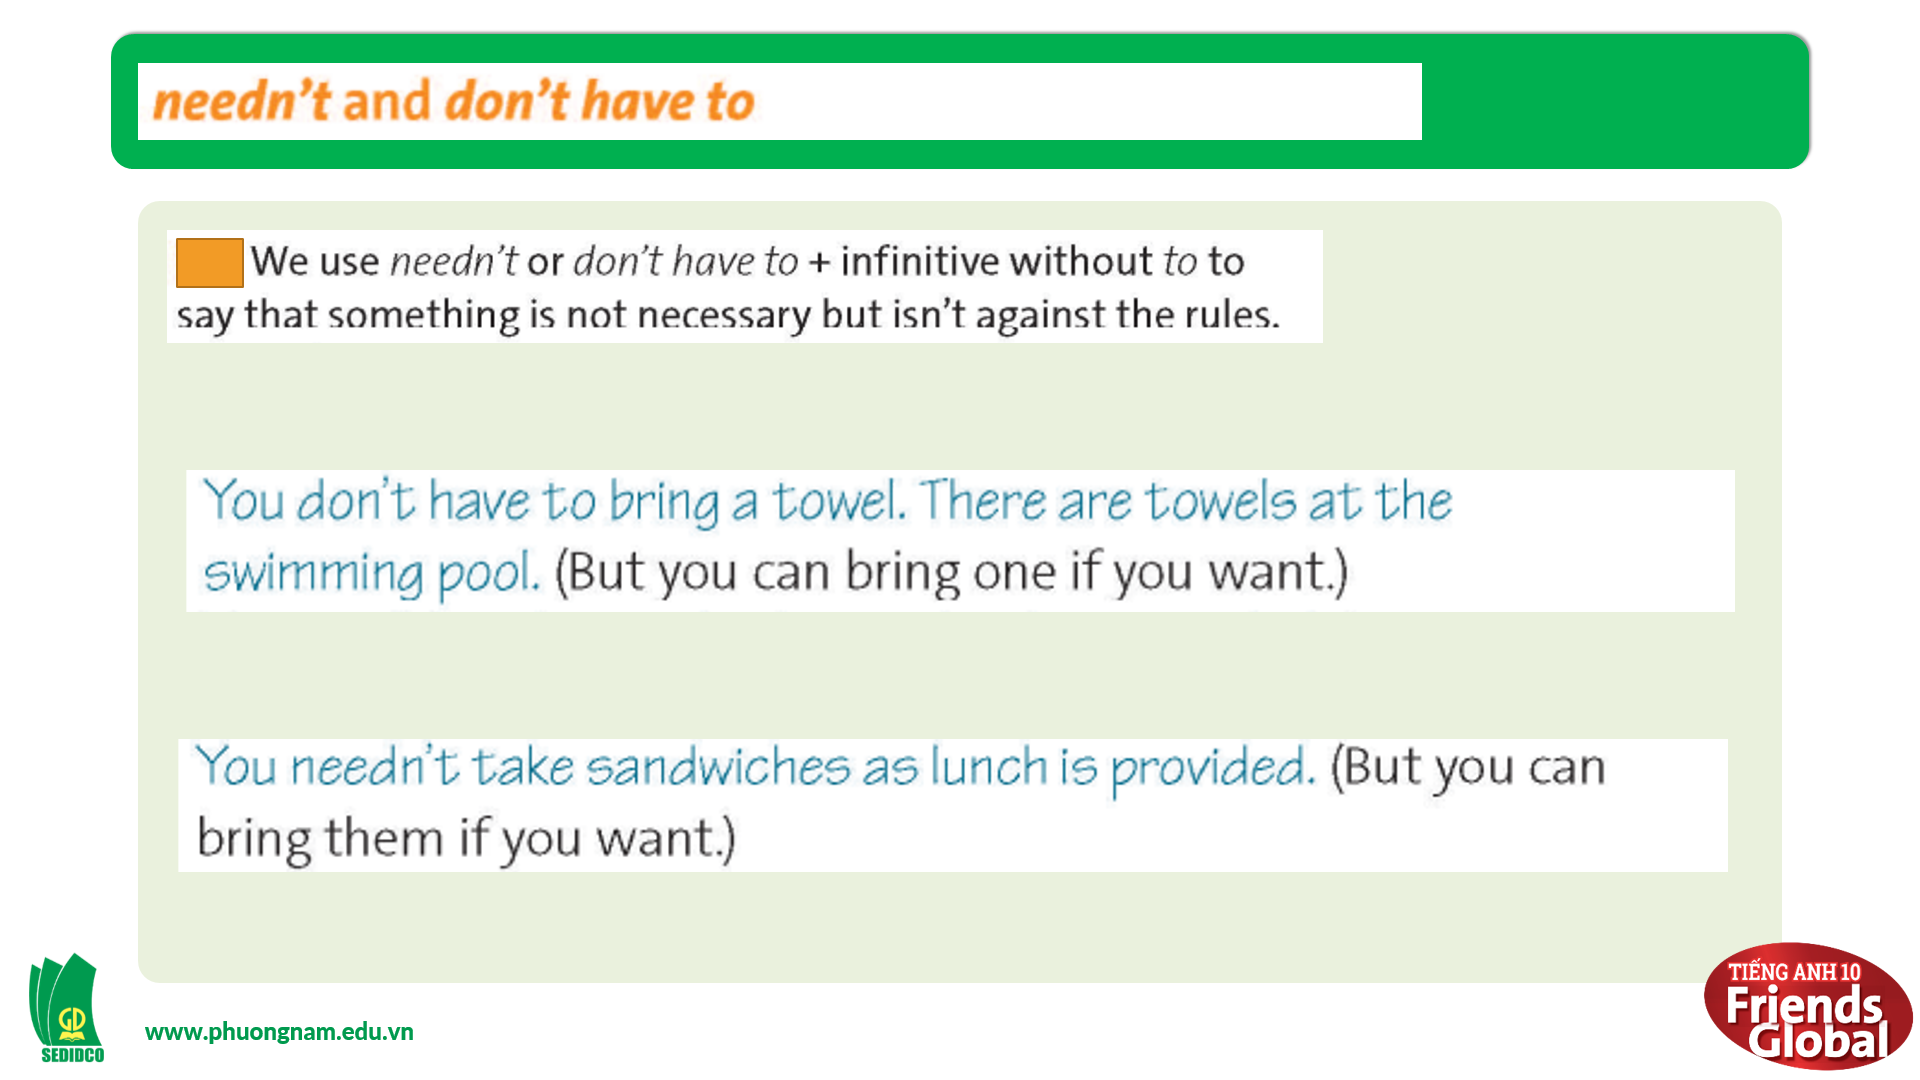 needn't and don't have to
We use needn't or don't have to + infinitive without to to
say that something is not necessary but isn't against the rules.
You don't have to bring a towel. There are towels at the
swimming pool. (But you can bring one if you want.)
You needn't take sandwiches as lunch is provided. (But you can
bring them if you want.)
GD
SEDIDCO
www.phuongnam.edu.vn
TIẾNG ANH 10
Friends
Global